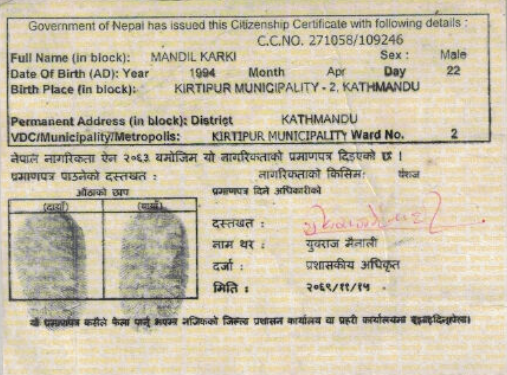 Government of Nepal has issued this Citizenship Certificate with following details :
C.C.NO. 271058/109246
Full Name (in block): MANDIL KARKI Sex : Male
Date Of Birth (AD): Year 1994 Month Apr Day 22
Birth Place (in block): KIRTIPUR MUNICIPALITY - 2, KATHMANDU
Permanent Address (in block): District KATHMANDU
VDC/Municipality/Metropolis: KIRTIPUR MUNICIPALITY Ward No. 2
नेपाल नागरिकता ऐन २०६३ बमोजिम यो नागरिकताको प्रमाणपत्र दिइएको छ ।
प्रमाणपत्र पाउनेको दस्तखत : नागरिकताको किसिम: वंशज
औंठाको छाप प्रमाणपत्र दिने अधिकारीको
(दायाँ) (बायाँ)
दस्तखत :
नाम थर : युवराज मैनाली
दर्जा : प्रशासकीय अधिकृत
मिति : २०६९/११/१५
यो प्रमाणपत्र कसैले फेला पारे नजिकको जिल्ला प्रशासन कार्यालय वा प्रहरी कार्यालयमा